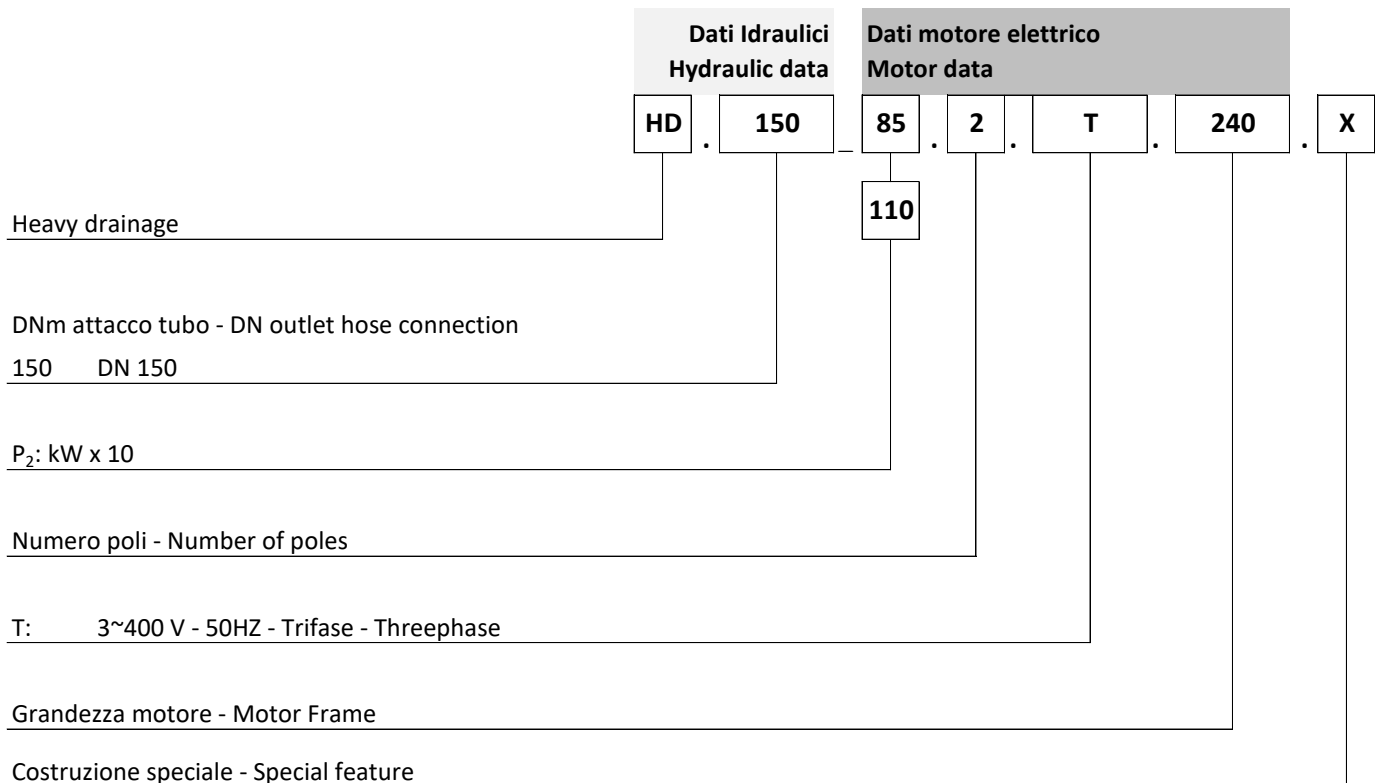 Dati Idraulici
Hydraulic data
Dati motore elettrico
Motor data
HD . 150 _ 85 . 2 . T . 240 . X
110
Heavy drainage
DNm attacco tubo - DN outlet hose connection
150 DN 150
P₂: kW x 10
Numero poli - Number of poles
T: 3~400 V - 50HZ - Trifase - Threephase
Grandezza motore - Motor Frame
Costruzione speciale - Special feature